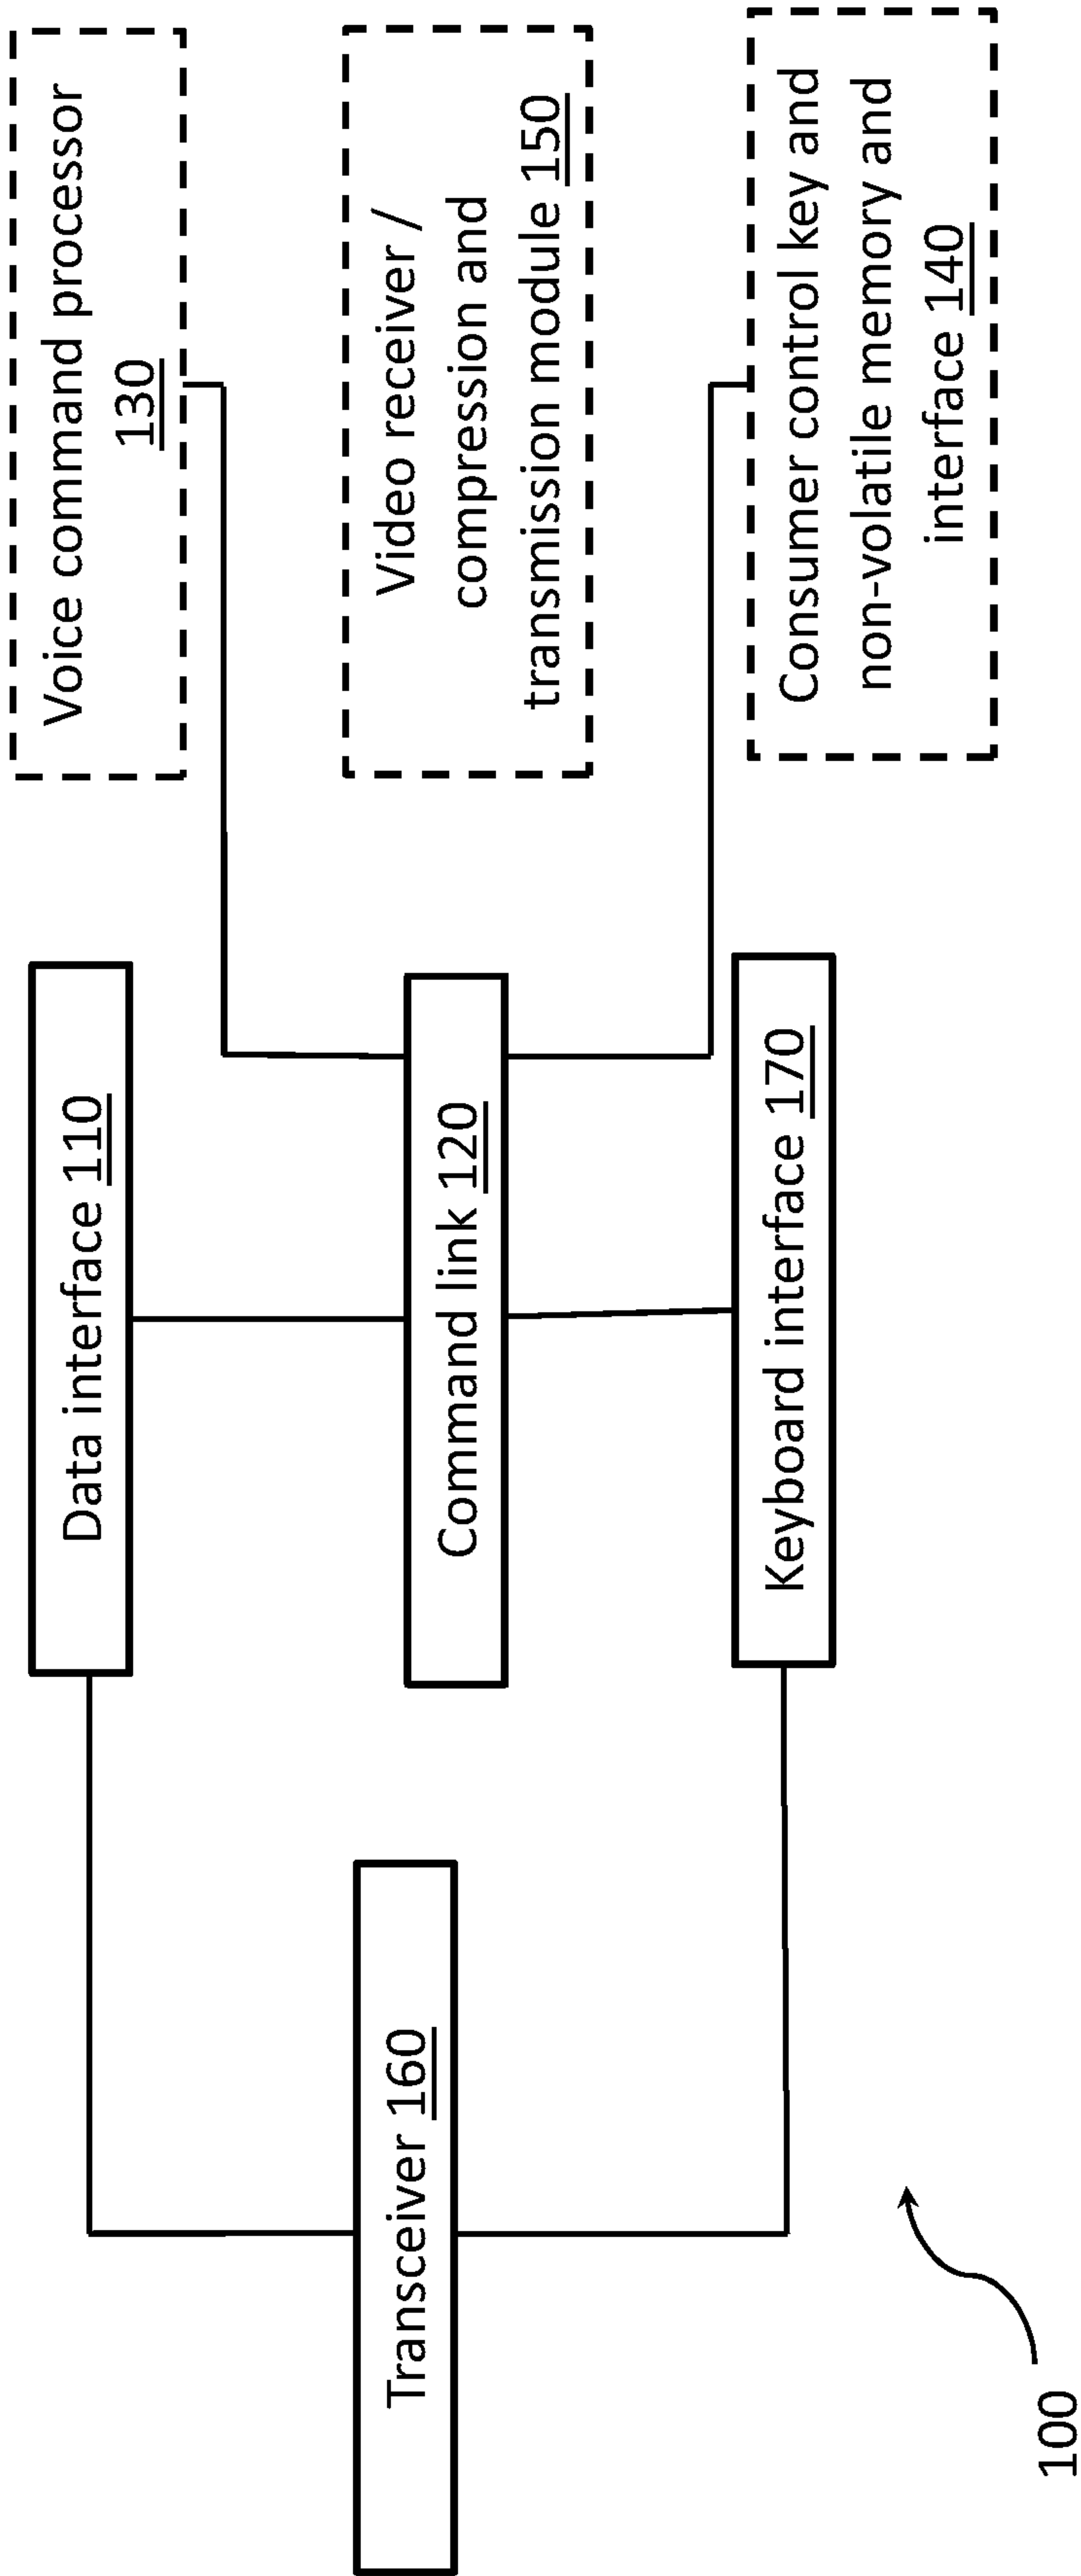 Transceiver 160
Data interface 110
Command link 120
Keyboard interface 170
Voice command processor
130
Video receiver /
compression and
transmission module 150
Consumer control key and
non-volatile memory and
interface 140
100